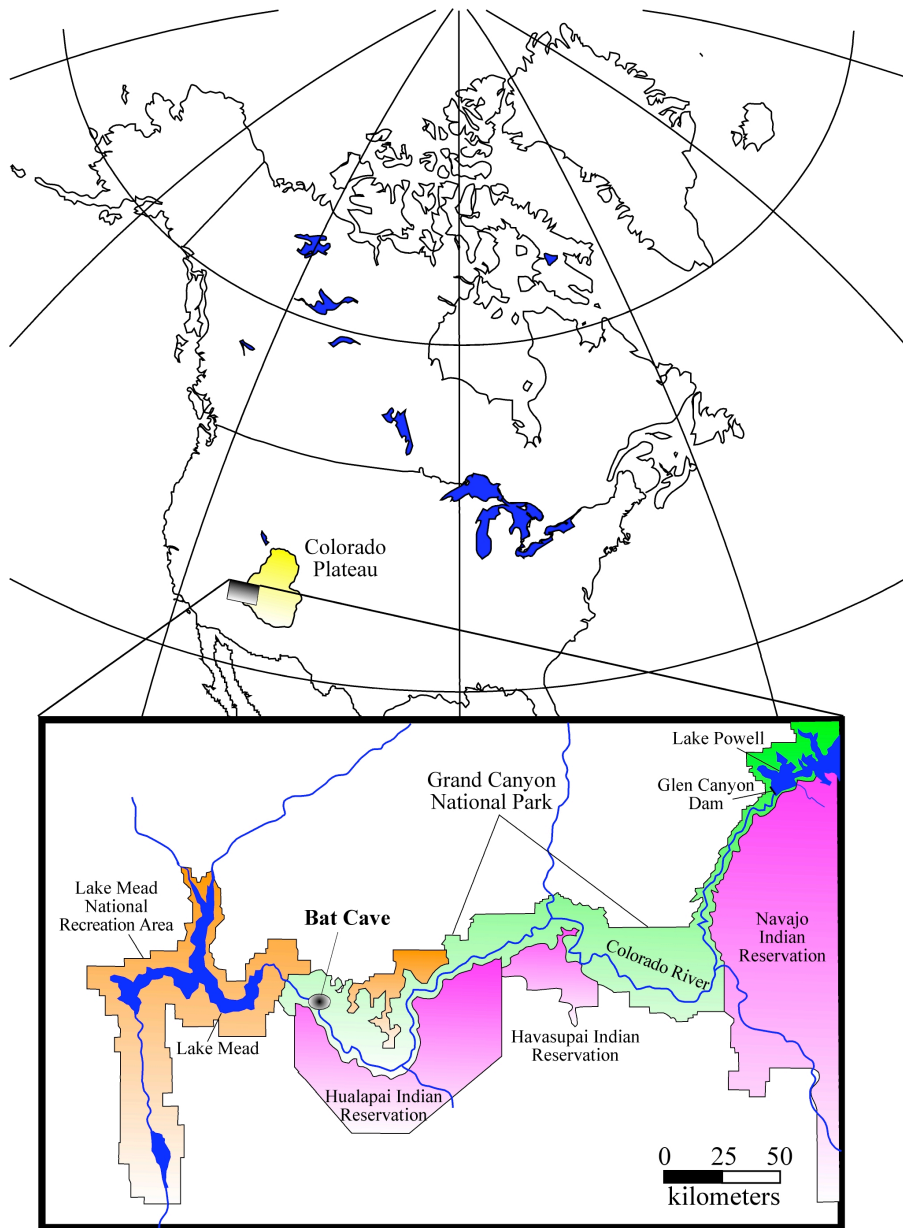 Colorado
Plateau
Lake Powell
Glen Canyon
Dam
Grand Canyon
National Park
Lake Mead
National
Recreation Area
Bat Cave
Navajo
Indian
Reservation
Colorado River
Lake Mead
Havasupai Indian
Reservation
Hualapai Indian
Reservation
0 25 50
kilometers